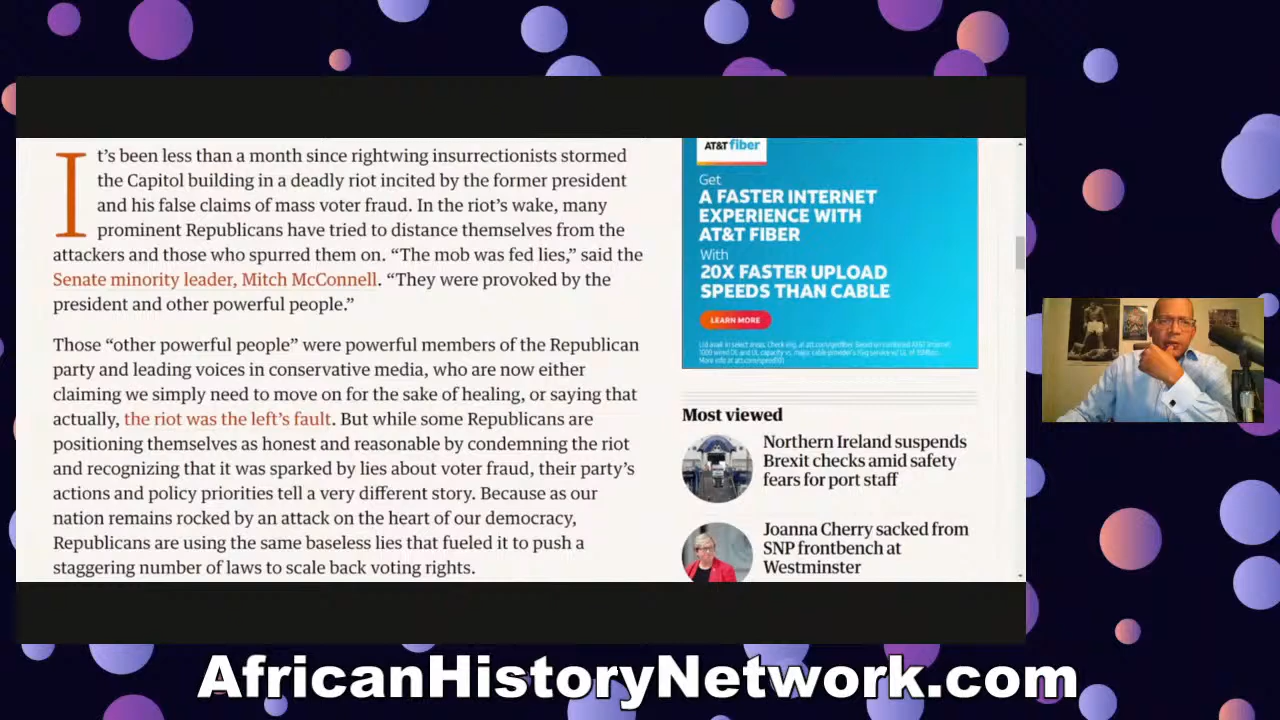 It's been less than a month since rightwing insurrectionists stormed
the Capitol building in a deadly riot incited by the former president
and his false claims of mass voter fraud. In the riot's wake, many
prominent Republicans have tried to distance themselves from the
attackers and those who spurred them on. “The mob was fed lies,” said the
Senate minority leader, Mitch McConnell. “They were provoked by the
president and other powerful people.”
Those “other powerful people” were powerful members of the Republican
party and leading voices in conservative media, who are now either
claiming we simply need to move on for the sake of healing, or saying that
actually, the riot was the left's fault. But while some Republicans are
positioning themselves as honest and reasonable by condemning the riot
and recognizing that it was sparked by lies about voter fraud, their party's
actions and policy priorities tell a very different story. Because as our
nation remains rocked by an attack on the heart of our democracy,
Republicans are using the same baseless lies that fueled it to push a
staggering number of laws to scale back voting rights.
AT&T fiber
Get
A FASTER INTERNET
EXPERIENCE WITH
AT&T FIBER
With
20X FASTER UPLOAD
SPEEDS THAN CABLE
LEARN MORE
Most viewed
Northern Ireland suspends
Brexit checks amid safety
fears for port staff
Joanna Cherry sacked from
SNP frontbench at
Westminster
AfricanHistoryNetwork.com